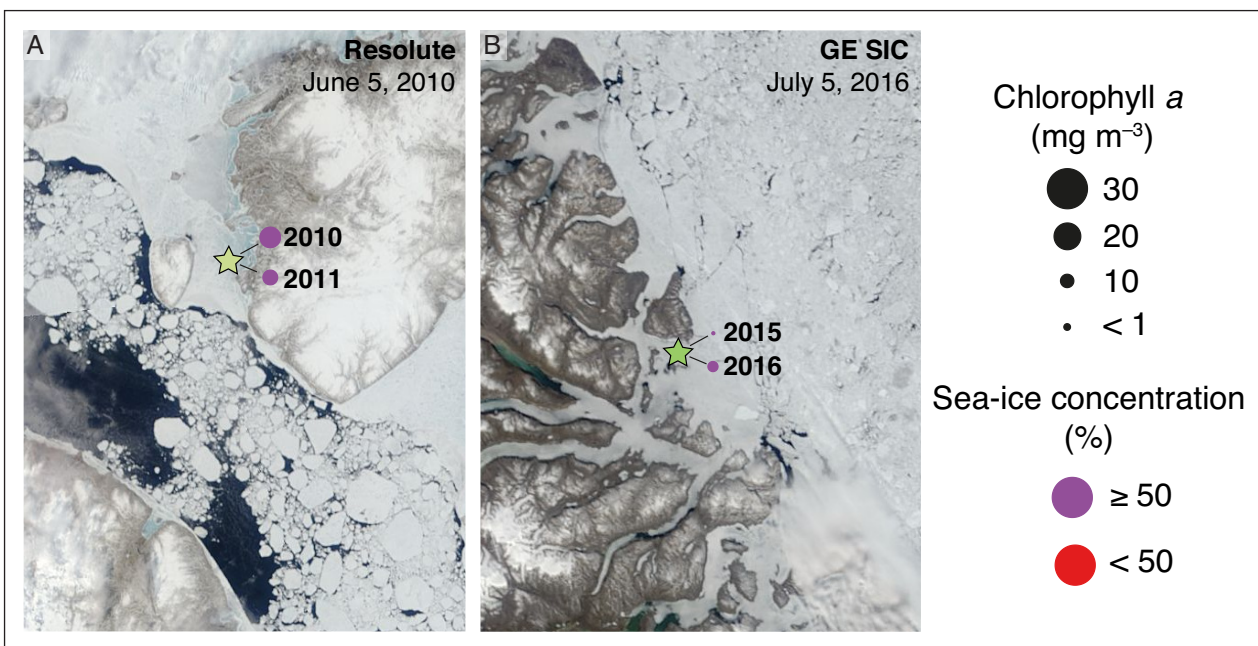 A
Resolute
June 5, 2010
2010
2011
B
GE SIC
July 5, 2016
2015
2016
Chlorophyll a
(mg m⁻³)
30
20
10
< 1
Sea-ice concentration
(%)
≥ 50
< 50